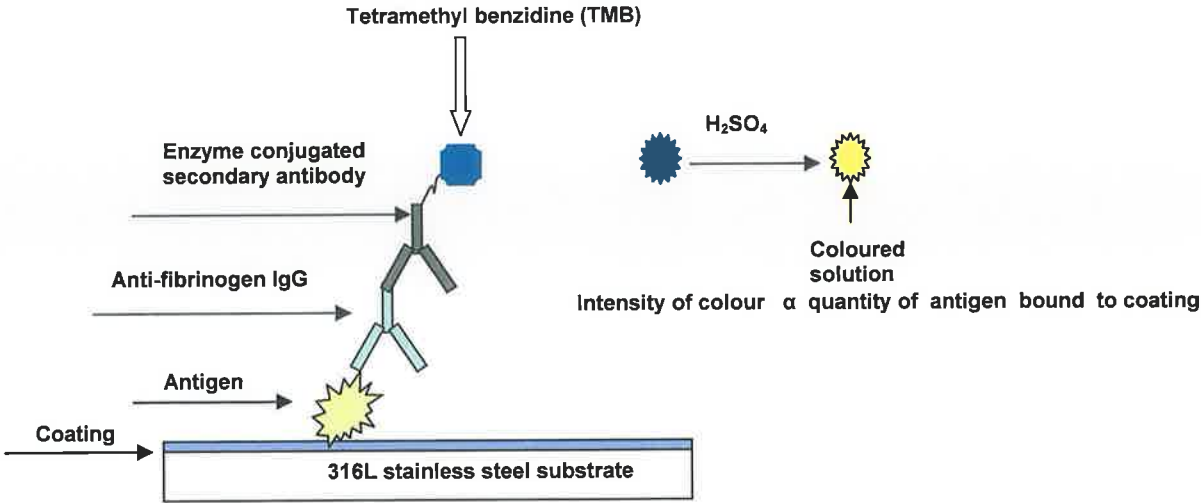 Tetramethyl benzidine (TMB)
Enzyme conjugated
secondary antibody
H₂SO₄
Coloured
solution
Anti-fibrinogen IgG
Intensity of colour α quantity of antigen bound to coating
Antigen
Coating
316L stainless steel substrate